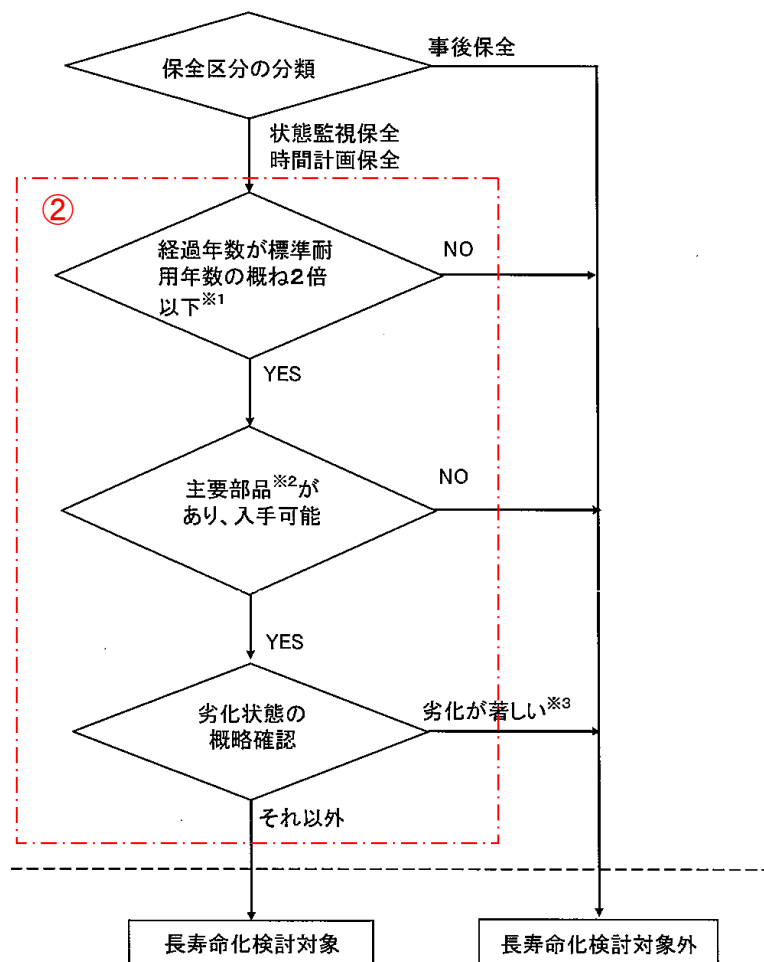 事後保全
保全区分の分類
状態監視保全
時間計画保全
②
経過年数が標準耐
用年数の概ね2倍
以下※1
NO
YES
主要部品※2が
あり、入手可能
NO
YES
劣化状態の
概略確認
劣化が著しい※3
それ以外
長寿命化検討対象
長寿命化検討対象外